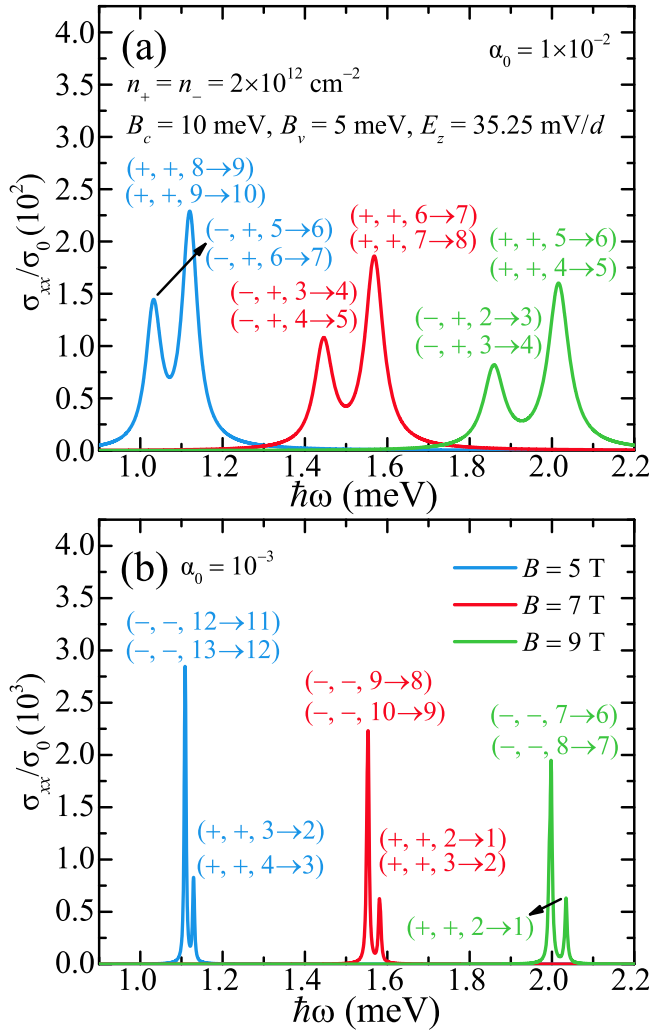 (a)
α₀ = 1×10⁻²
n₊ = n₋ = 2×10¹² cm⁻²
B_c = 10 meV, B_v = 5 meV, E_z = 35.25 mV/d
(+, +, 8→9)
(+, +, 9→10)
(−, +, 5→6)
(−, +, 6→7)
(+, +, 6→7)
(+, +, 7→8)
(−, +, 3→4)
(−, +, 4→5)
(+, +, 5→6)
(+, +, 4→5)
(−, +, 2→3)
(−, +, 3→4)
σₓₓ/σ₀ (10²)
4.0
3.5
3.0
2.5
2.0
1.5
1.0
0.5
0.0
1.0 1.2 1.4 1.6 1.8 2.0 2.2
ℏω (meV)
(b)
α₀ = 10⁻³
B = 5 T
B = 7 T
B = 9 T
(−, −, 12→11)
(−, −, 13→12)
(−, −, 9→8)
(−, −, 10→9)
(−, −, 7→6)
(−, −, 8→7)
(+, +, 3→2)
(+, +, 4→3)
(+, +, 2→1)
(+, +, 3→2)
(+, +, 2→1)
σₓₓ/σ₀ (10³)
4.0
3.5
3.0
2.5
2.0
1.5
1.0
0.5
0.0
1.0 1.2 1.4 1.6 1.8 2.0 2.2
ℏω (meV)